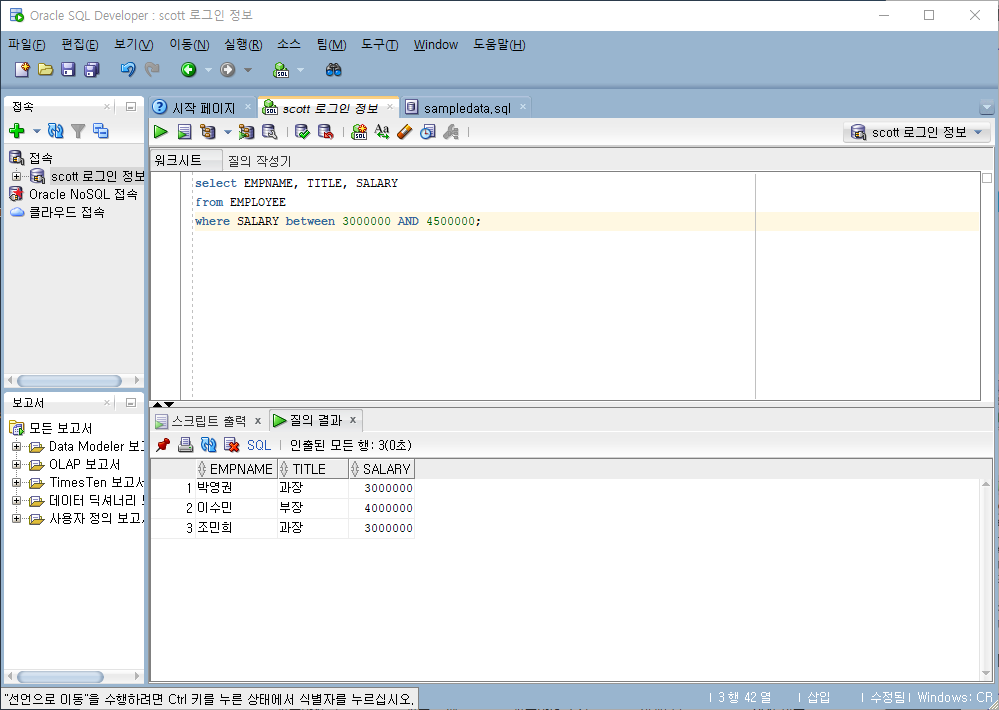 Oracle SQL Developer : scott 로그인 정보
파일(F) 편집(E) 보기(V) 이동(N) 실행(R) 소스 팀(M) 도구(T) Window 도움말(H)
접속
시작 페이지 scott 로그인 정보 sampledata.sql
scott 로그인 정보
접속
scott 로그인 정보
Oracle NoSQL 접속
클라우드 접속
워크시트 질의 작성기
select EMPNAME, TITLE, SALARY
from EMPLOYEE
where SALARY between 3000000 AND 4500000;
보고서
모든 보고서
Data Modeler 보고
OLAP 보고서
TimesTen 보고서
데이터 딕셔너리
사용자 정의 보고
스크립트 출력 x 질의 결과 x
SQL | 인출된 모든 행: 3(0초)
EMPNAME TITLE SALARY
1 박영권 과장 3000000
2 이수민 부장 4000000
3 조민희 과장 3000000
"선언으로 이동"을 수행하려면 Ctrl 키를 누른 상태에서 식별자를 누르십시오.
| 3 행 42 열 | 삽입 | 수정됨 | Windows: CR